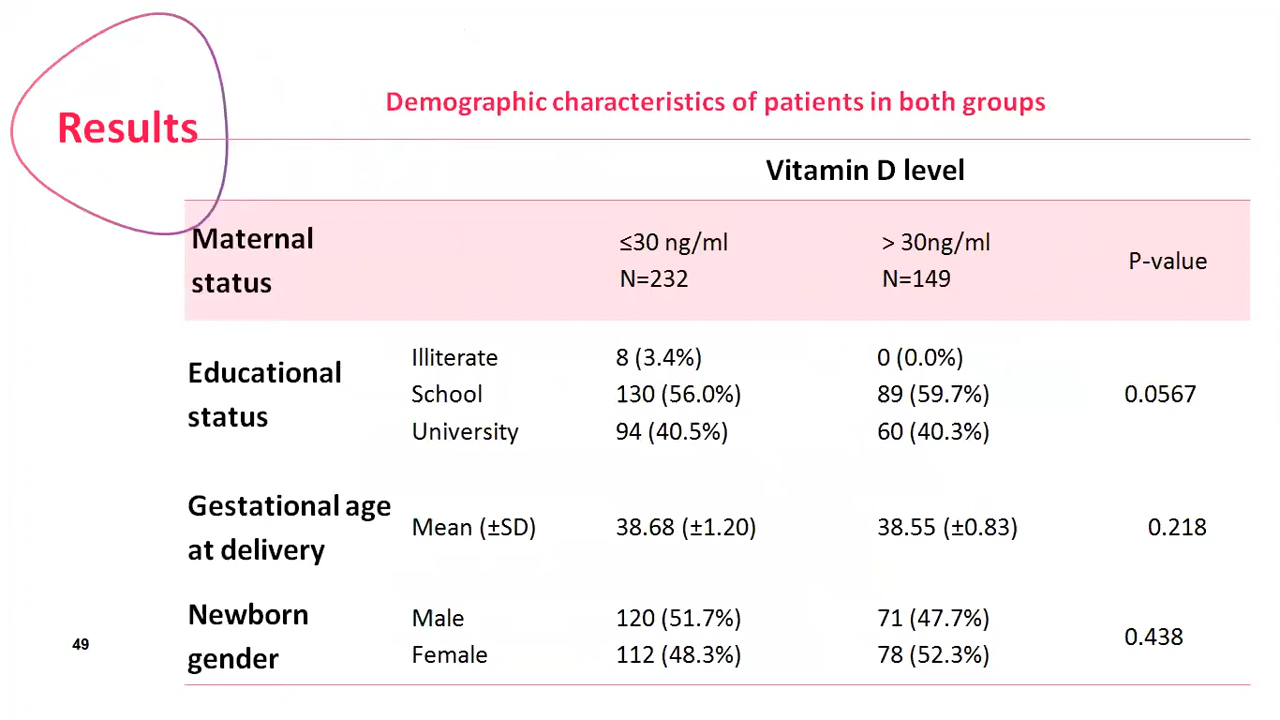 Results
Demographic characteristics of patients in both groups
Vitamin D level
Maternal status
≤30 ng/ml
N=232
> 30ng/ml
N=149
P-value
Educational status
Illiterate 8 (3.4%) 0 (0.0%)
School 130 (56.0%) 89 (59.7%) 0.0567
University 94 (40.5%) 60 (40.3%)
Gestational age at delivery
Mean (±SD) 38.68 (±1.20) 38.55 (±0.83) 0.218
Newborn gender
Male 120 (51.7%) 71 (47.7%)
Female 112 (48.3%) 78 (52.3%)
0.438
49